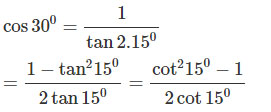 cos 30⁰ = 1 / tan 2.15⁰
= (1 − tan²15⁰) / (2 tan 15⁰) = (cot²15⁰ − 1) / (2 cot 15⁰)